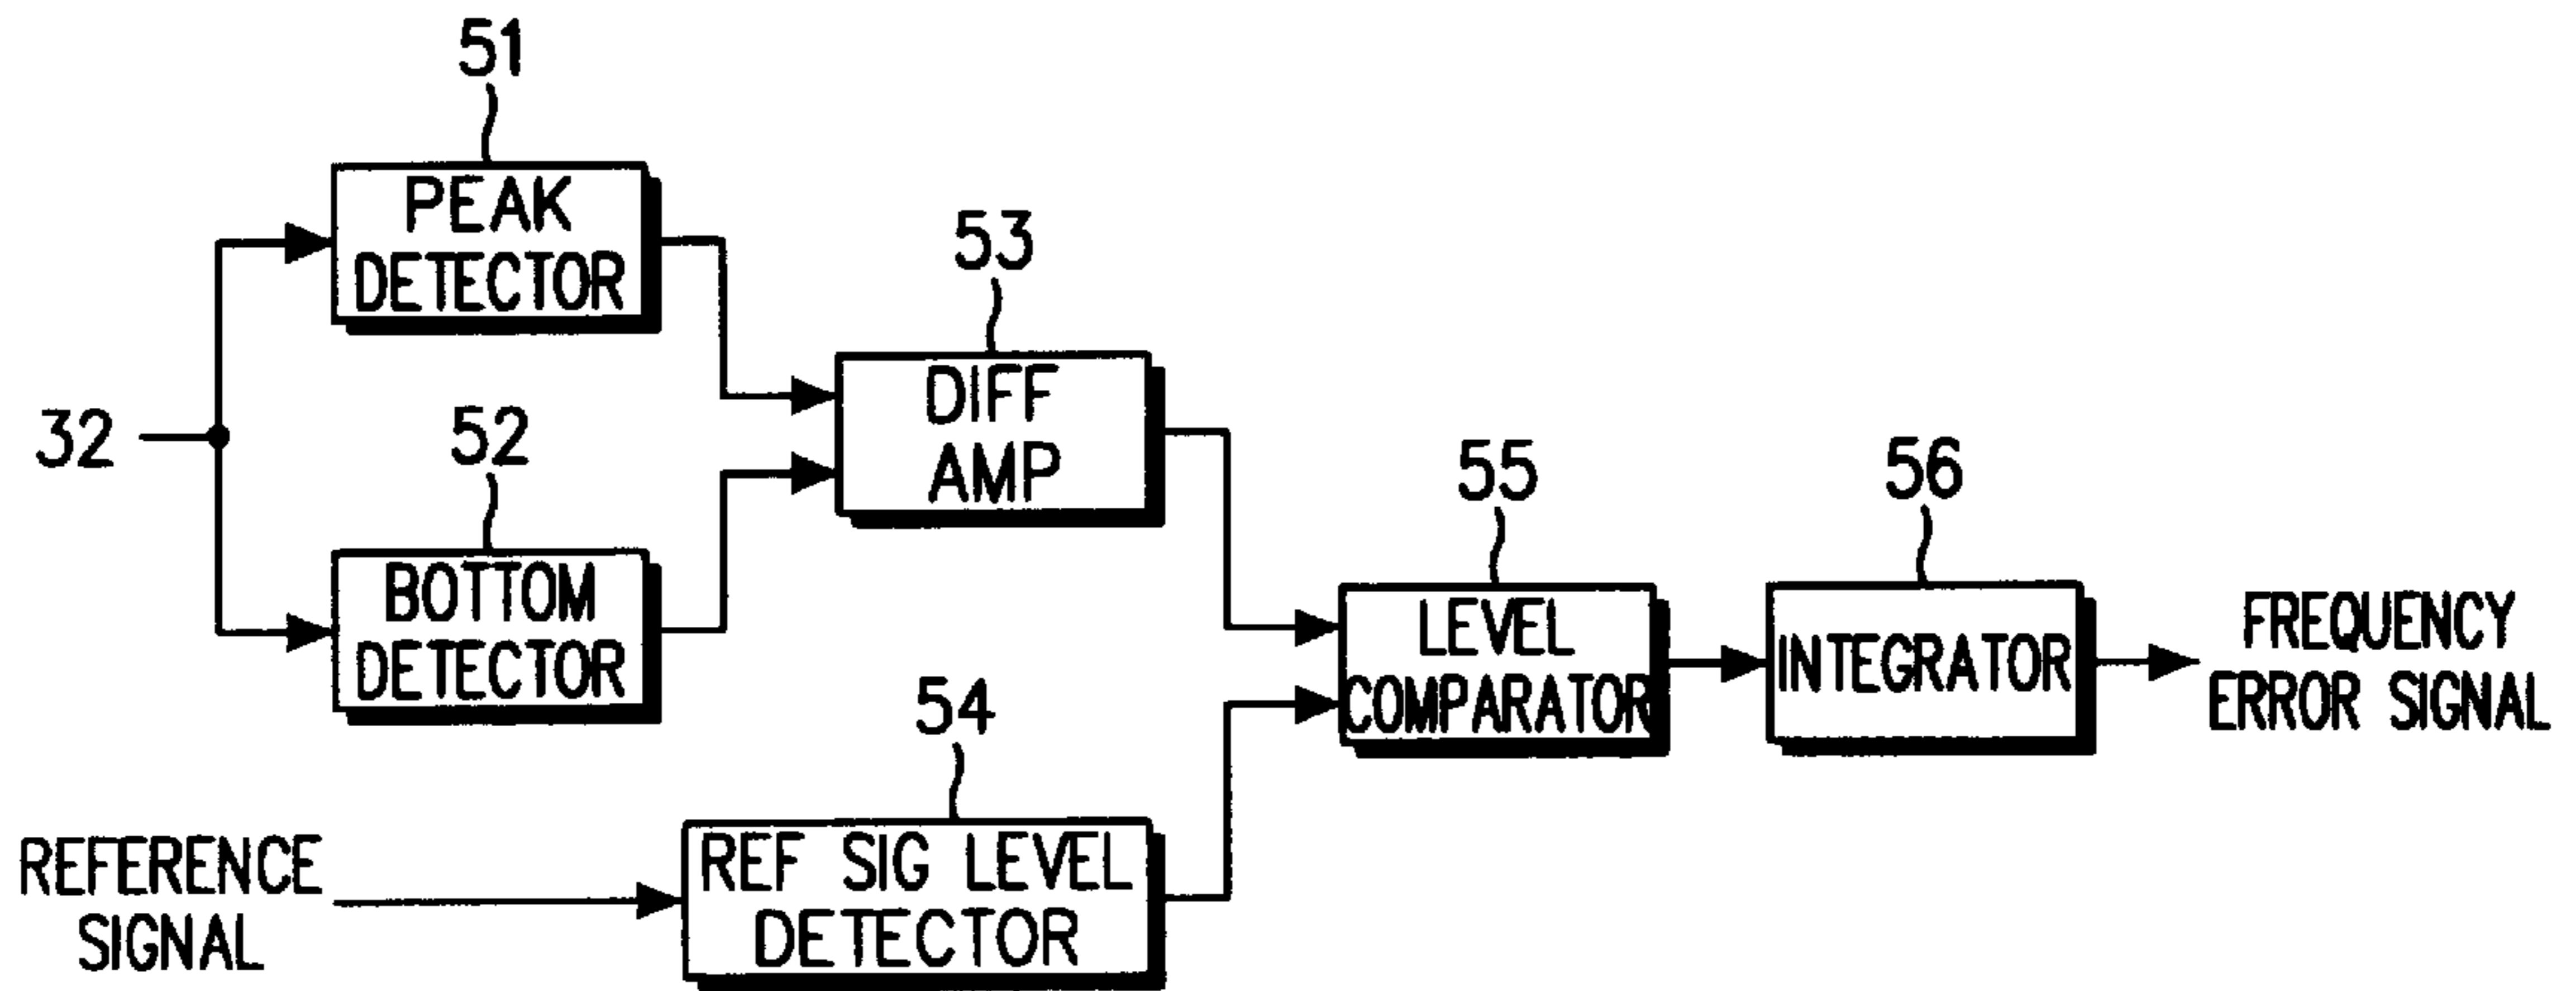 51
PEAK
DETECTOR
53
DIFF
AMP
32
52
BOTTOM
DETECTOR
55
LEVEL
COMPARATOR
56
INTEGRATOR
FREQUENCY
ERROR SIGNAL
54
REF SIG LEVEL
DETECTOR
REFERENCE
SIGNAL